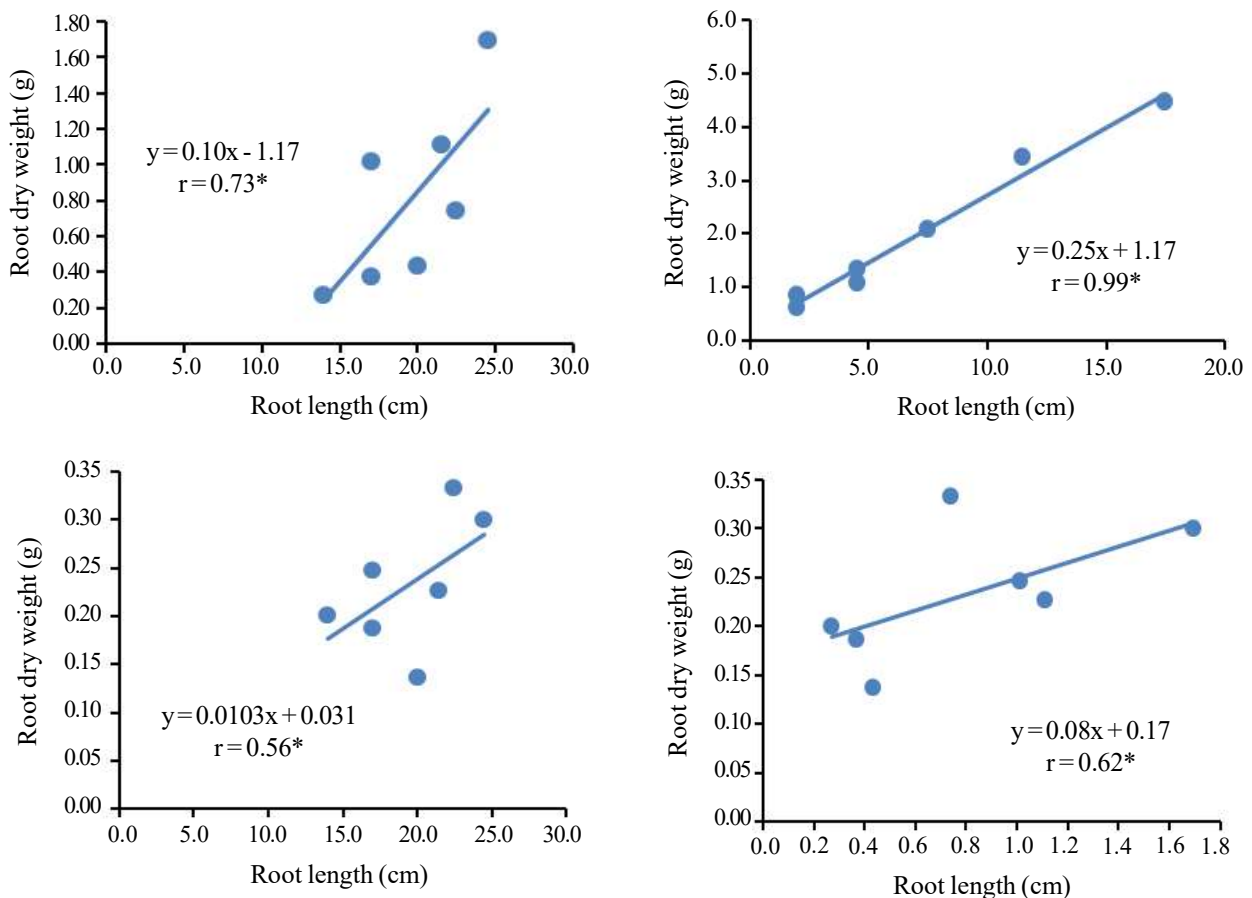 Root dry weight (g)
1.80
1.60
1.40
1.20
1.00
0.80
0.60
0.40
0.20
0.00
y=0.10x-1.17
r=0.73*
0.0 5.0 10.0 15.0 20.0 25.0 30.0
Root length (cm)
Root dry weight (g)
6.0
5.0
4.0
3.0
2.0
1.0
0.0
y=0.25x+1.17
r=0.99*
0.0 5.0 10.0 15.0 20.0
Root length (cm)
Root dry weight (g)
0.35
0.30
0.25
0.20
0.15
0.10
0.05
0.00
y=0.0103x+0.031
r=0.56*
0.0 5.0 10.0 15.0 20.0 25.0 30.0
Root length (cm)
Root dry weight (g)
0.35
0.30
0.25
0.20
0.15
0.10
0.05
0.00
y=0.08x+0.17
r=0.62*
0.0 0.2 0.4 0.6 0.8 1.0 1.2 1.4 1.6 1.8
Root length (cm)